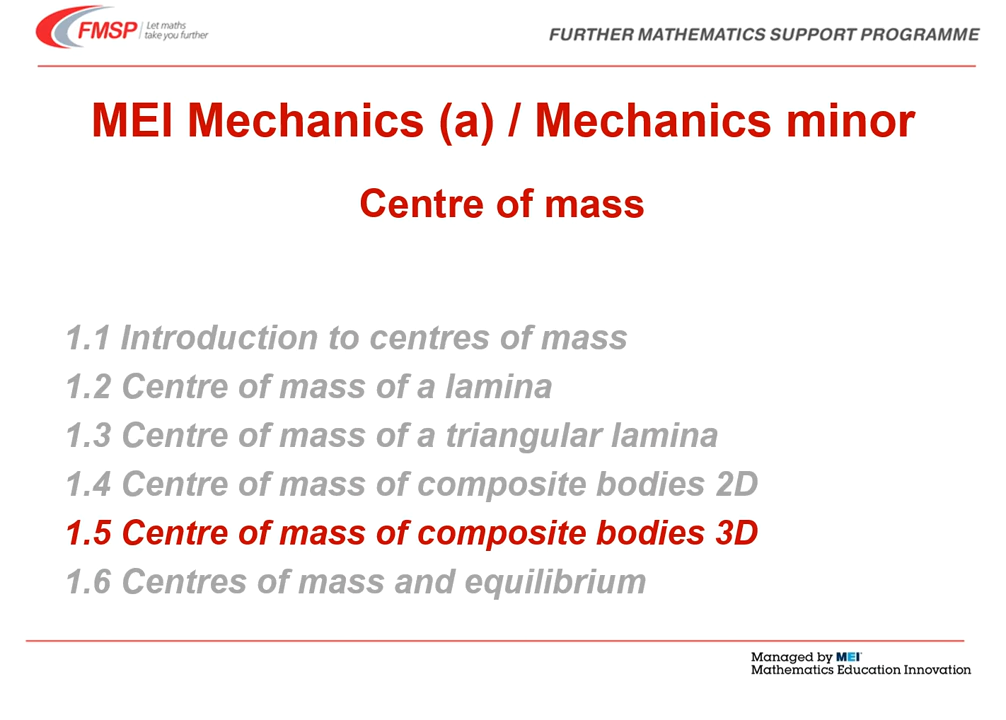 FMSP
Let maths
take you further
FURTHER MATHEMATICS SUPPORT PROGRAMME
MEI Mechanics (a) / Mechanics minor
Centre of mass
1.1 Introduction to centres of mass
1.2 Centre of mass of a lamina
1.3 Centre of mass of a triangular lamina
1.4 Centre of mass of composite bodies 2D
1.5 Centre of mass of composite bodies 3D
1.6 Centres of mass and equilibrium
Managed by MEI
Mathematics Education Innovation